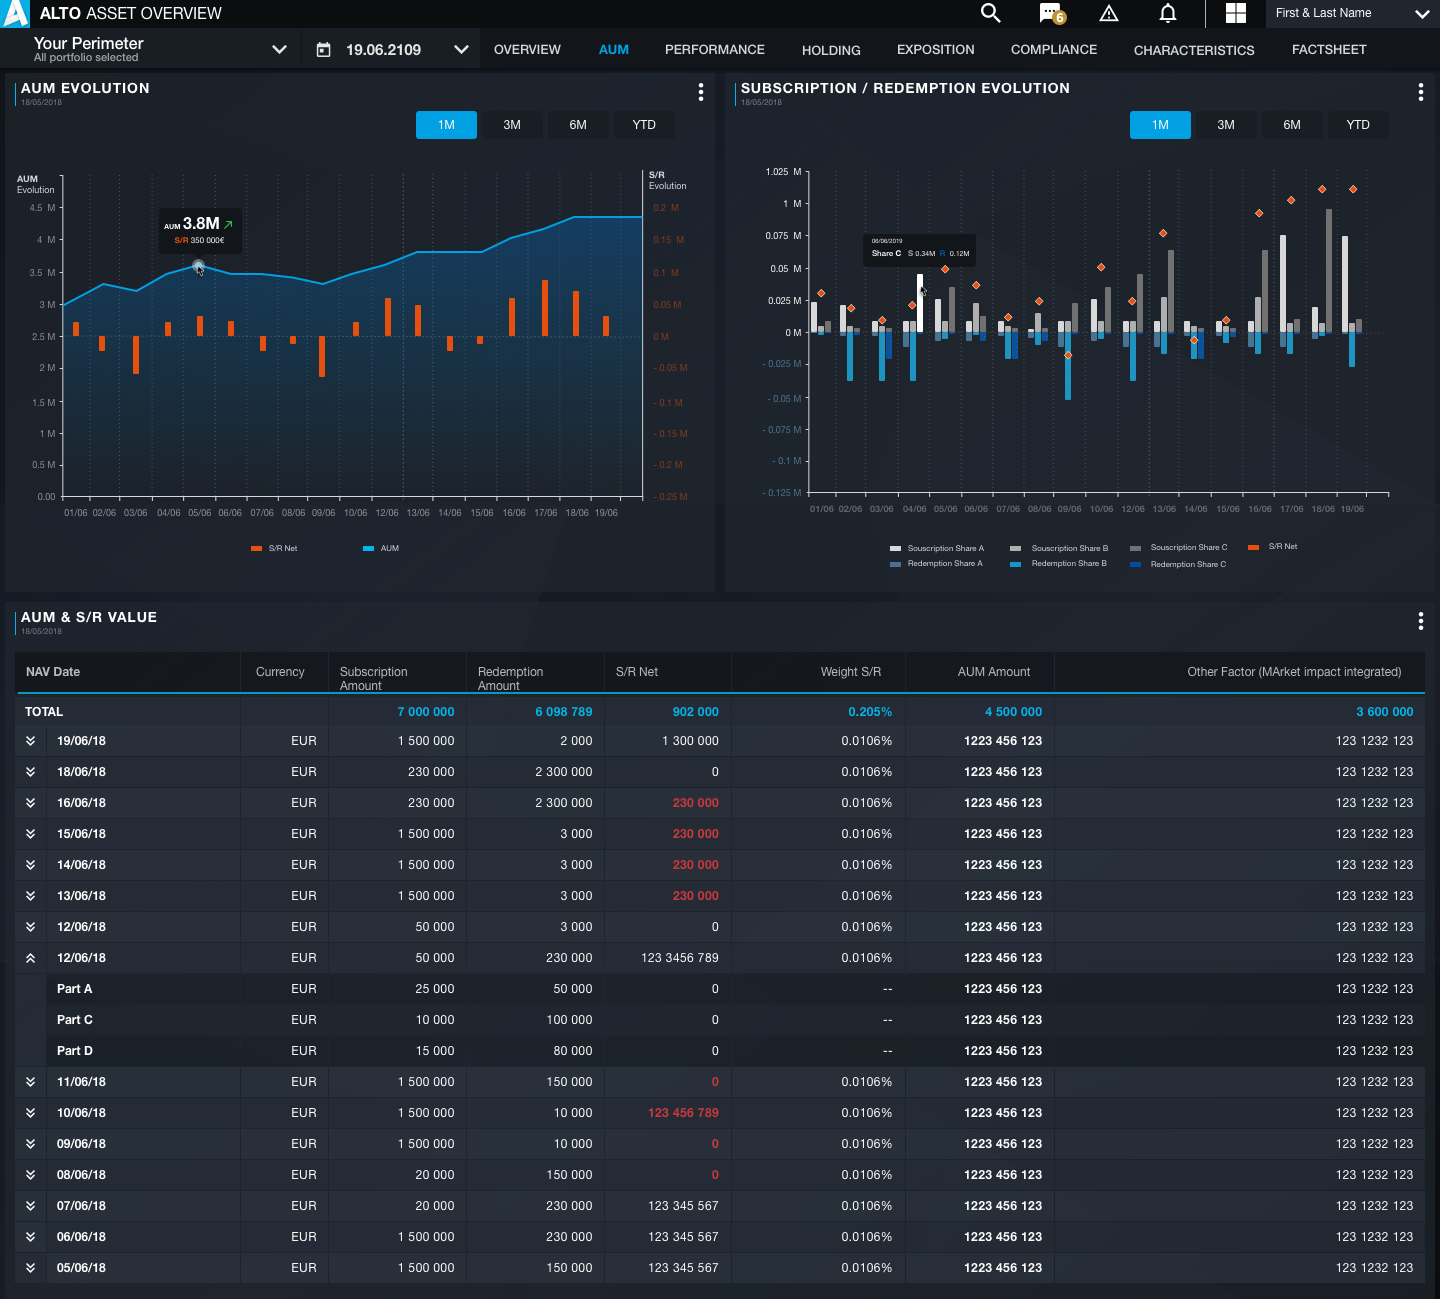 ALTO ASSET OVERVIEW
6
First & Last Name
Your Perimeter
All portfolio selected
19.06.2109
OVERVIEW AUM PERFORMANCE HOLDING EXPOSITION COMPLIANCE CHARACTERISTICS FACTSHEET
AUM EVOLUTION
18/05/2018
1M 3M 6M YTD
AUM
Evolution
S/R
Evolution
4.5 M
4 M
3.5 M
3 M
2.5 M
2 M
1.5 M
1 M
0.5 M
0.00
AUM 3.8M
S/R 350 000€
0.2 M
0.15 M
0.1 M
0.05 M
0 M
- 0.05 M
- 0.1 M
- 0.15 M
- 0.2 M
- 0.25 M
01/06 02/06 03/06 04/06 05/06 06/06 07/06 08/06 09/06 10/06 12/06 13/06 14/06 15/06 16/06 17/06 18/06 19/06
S/R Net AUM
SUBSCRIPTION / REDEMPTION EVOLUTION
18/05/2018
1M 3M 6M YTD
1.025 M
1 M
0.075 M
0.05 M
0.025 M
0 M
- 0.025 M
- 0.05 M
- 0.075 M
- 0.1 M
- 0.125 M
06/06/2019
Share C S 0.34M R 0.12M
01/06 02/06 03/06 04/06 05/06 06/06 07/06 08/06 09/06 10/06 12/06 13/06 14/06 15/06 16/06 17/06 18/06 19/06
Souscription Share A Souscription Share B Souscription Share C S/R Net
Redemption Share A Redemption Share B Redemption Share C
AUM & S/R VALUE
18/05/2018
NAV Date Currency Subscription Amount Redemption Amount S/R Net Weight S/R AUM Amount Other Factor (MArket impact integrated)
TOTAL 7 000 000 6 098 789 902 000 0.205% 4 500 000 3 600 000
19/06/18 EUR 1 500 000 2 000 1 300 000 0.0106% 1223 456 123 123 1232 123
18/06/18 EUR 230 000 2 300 000 0 0.0106% 1223 456 123 123 1232 123
16/06/18 EUR 230 000 2 300 000 230 000 0.0106% 1223 456 123 123 1232 123
15/06/18 EUR 1 500 000 3 000 230 000 0.0106% 1223 456 123 123 1232 123
14/06/18 EUR 1 500 000 3 000 230 000 0.0106% 1223 456 123 123 1232 123
13/06/18 EUR 1 500 000 3 000 230 000 0.0106% 1223 456 123 123 1232 123
12/06/18 EUR 50 000 3 000 0 0.0106% 1223 456 123 123 1232 123
12/06/18 EUR 50 000 230 000 123 3456 789 0.0106% 1223 456 123 123 1232 123
Part A EUR 25 000 50 000 0 -- 1223 456 123 123 1232 123
Part C EUR 10 000 100 000 0 -- 1223 456 123 123 1232 123
Part D EUR 15 000 80 000 0 -- 1223 456 123 123 1232 123
11/06/18 EUR 1 500 000 150 000 0 0.0106% 1223 456 123 123 1232 123
10/06/18 EUR 1 500 000 10 000 123 456 789 0.0106% 1223 456 123 123 1232 123
09/06/18 EUR 1 500 000 10 000 0 0.0106% 1223 456 123 123 1232 123
08/06/18 EUR 20 000 150 000 0 0.0106% 1223 456 123 123 1232 123
07/06/18 EUR 20 000 230 000 123 345 567 0.0106% 1223 456 123 123 1232 123
06/06/18 EUR 1 500 000 230 000 123 345 567 0.0106% 1223 456 123 123 1232 123
05/06/18 EUR 1 500 000 150 000 123 345 567 0.0106% 1223 456 123 123 1232 123